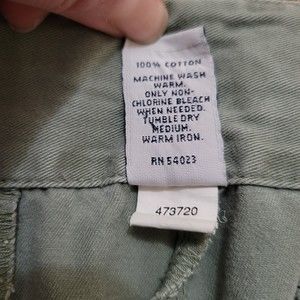 100% COTTON
MACHINE WASH
WARM.
ONLY NON-
CHLORINE BLEACH
WHEN NEEDED.
TUMBLE DRY
MEDIUM.
WARM IRON.
RN 54023
473720